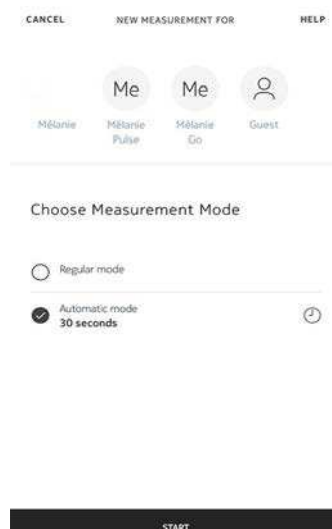 CANCEL NEW MEASUREMENT FOR HELP
Me Me
Mélanie Mélanie Pulse Mélanie Go Guest
Choose Measurement Mode
Regular mode
Automatic mode
30 seconds
START